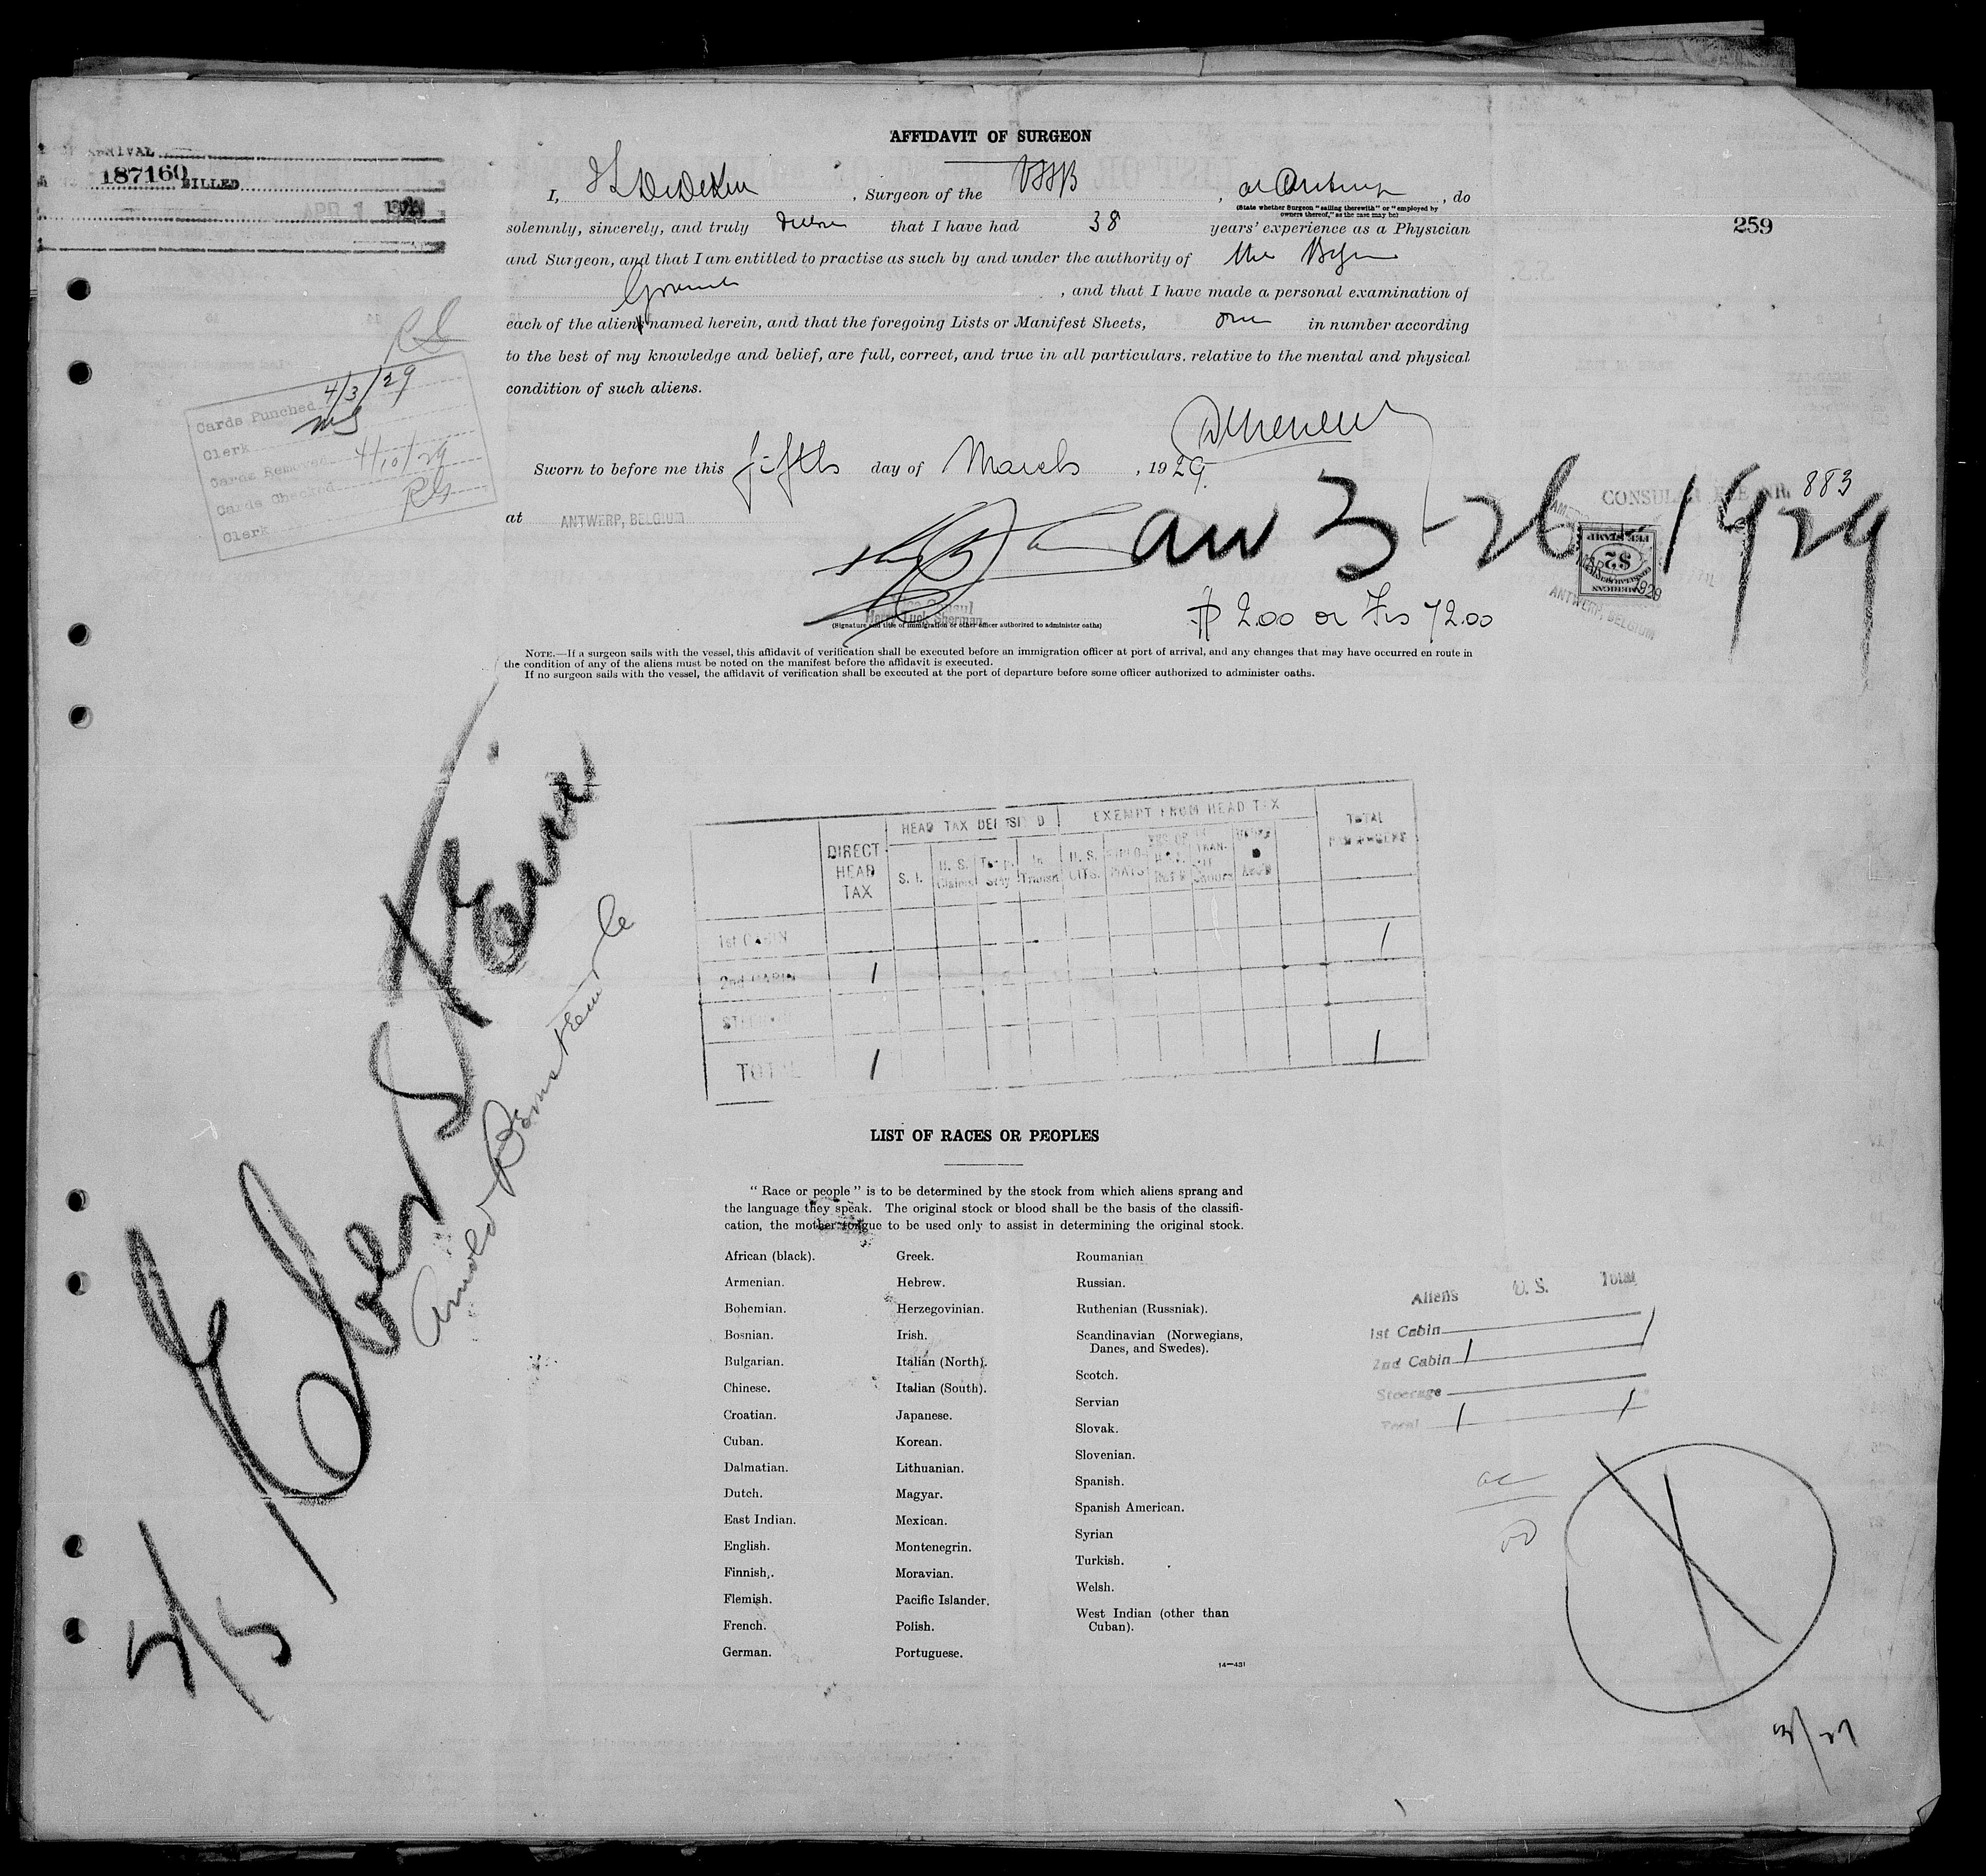 AFFIDAVIT OF SURGEON
ARRIVAL
187160 BILLED
APR 1
I, , Surgeon of the , at Antwerp , do
(State whether Surgeon "sailing therewith" or "employed by owners thereof," as the case may be)
259
solemnly, sincerely, and truly that I have had 38 years' experience as a Physician
and Surgeon, and that I am entitled to practise as such by and under the authority of the
, and that I have made a personal examination of
each of the aliens named herein, and that the foregoing Lists or Manifest Sheets, one in number according
to the best of my knowledge and belief, are full, correct, and true in all particulars. relative to the mental and physical
condition of such aliens.
Cards Punched 4/3/29
Clerk
Cards Removed 4/10/29
Cards Checked
Clerk
Sworn to before me this fifth day of March , 1929.
at ANTWERP, BELGIUM
3-26-1929
CONSULAR 883
FEE STAMP
$2
ANTWERP, BELGIUM
Vice Consul
Sherman.
(Signature and title of immigration or other officer authorized to administer oaths)
$ 2.00 or Frs 72.00
NOTE.—If a surgeon sails with the vessel, this affidavit of verification shall be executed before an immigration officer at port of arrival, and any changes that may have occurred en route in
the condition of any of the aliens must be noted on the manifest before the affidavit is executed.
If no surgeon sails with the vessel, the affidavit of verification shall be executed at the port of departure before some officer authorized to administer oaths.
Eberstein
Arnold Bernstein
DIRECT HEAD TAX
HEAD TAX
EXEMPT FROM HEAD TAX
TOTAL
S. I. U. S. In Transit U. S. CITS.
1st CABIN 1
2nd CABIN 1
TOTAL 1 1
LIST OF RACES OR PEOPLES
"Race or people" is to be determined by the stock from which aliens sprang and
the language they speak. The original stock or blood shall be the basis of the classifi-
cation, the mother tongue to be used only to assist in determining the original stock.
African (black).
Armenian.
Bohemian.
Bosnian.
Bulgarian.
Chinese.
Croatian.
Cuban.
Dalmatian.
Dutch.
East Indian.
English.
Finnish,.
Flemish.
French.
German.
Greek.
Hebrew.
Herzegovinian.
Irish.
Italian (North).
Italian (South).
Japanese.
Korean.
Lithuanian.
Magyar.
Mexican.
Montenegrin.
Moravian.
Pacific Islander.
Polish.
Portuguese.
Roumanian
Russian.
Ruthenian (Russniak).
Scandinavian (Norwegians,
Danes, and Swedes).
Scotch.
Servian
Slovak.
Slovenian.
Spanish.
Spanish American.
Syrian
Turkish.
Welsh.
West Indian (other than
Cuban).
14—431
Aliens U. S. Total
1st Cabin 1
2nd Cabin 1
Steerage
Total 1 1